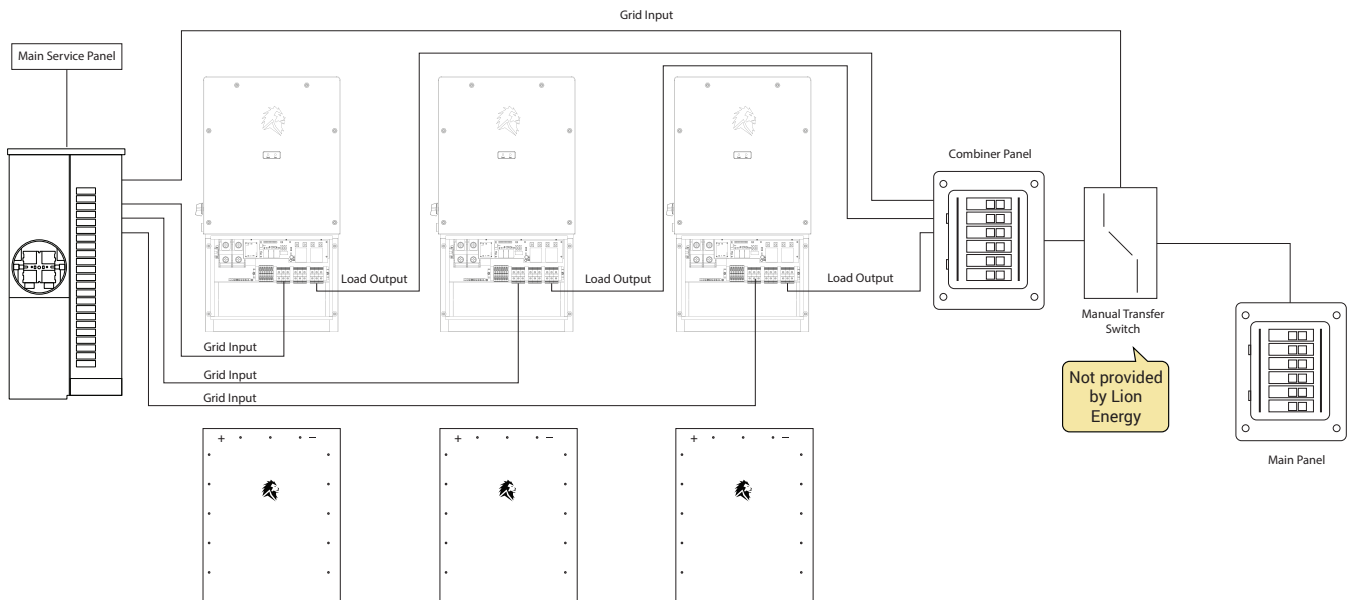 Grid Input
Main Service Panel
Combiner Panel
Load Output
Load Output
Load Output
Manual Transfer
Switch
Grid Input
Grid Input
Grid Input
Not provided
by Lion
Energy
Main Panel
+ −
+ −
+ −